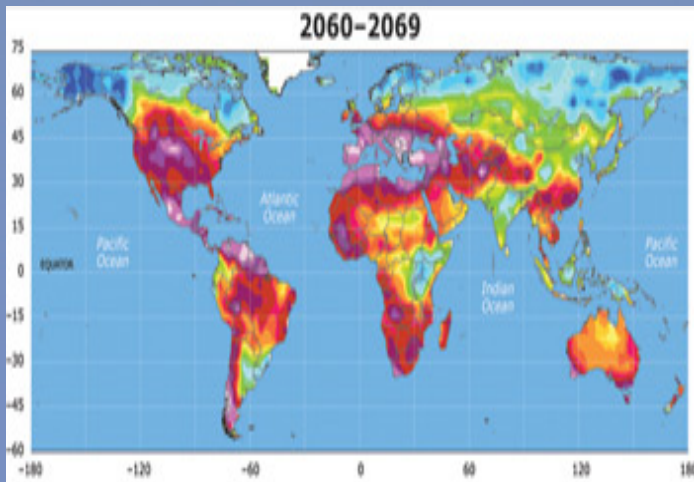 2060–2069
75
60
45
30
15
0
−15
−30
−45
−60
Atlantic
Ocean
Pacific
Ocean
EQUATOR
Indian
Ocean
Pacific
Ocean
−180
−120
−60
0
60
120
180